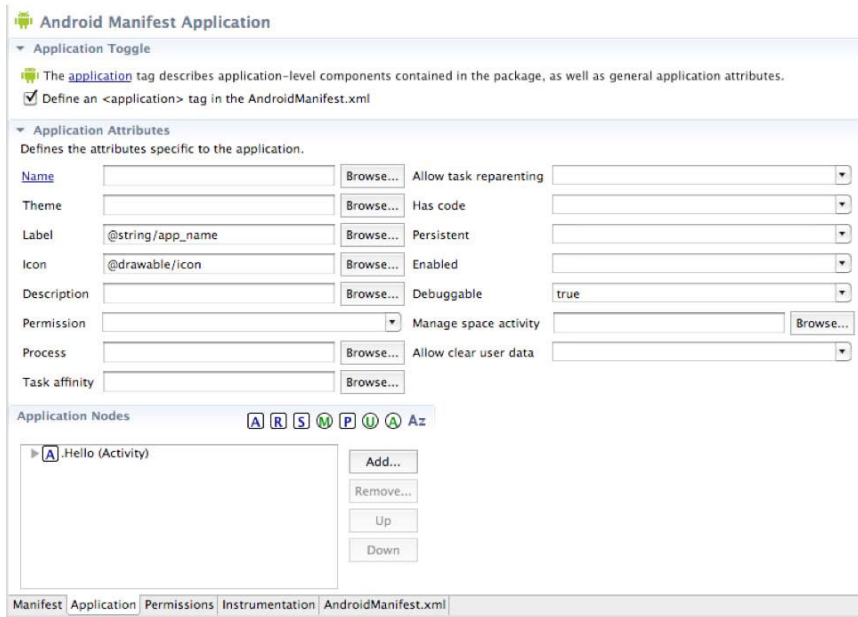 Android Manifest Application
Application Toggle
The application tag describes application-level components contained in the package, as well as general application attributes.
Define an <application> tag in the AndroidManifest.xml
Application Attributes
Defines the attributes specific to the application.
Name Browse... Allow task reparenting
Theme Browse... Has code
Label @string/app_name Browse... Persistent
Icon @drawable/icon Browse... Enabled
Description Browse... Debuggable true
Permission Manage space activity Browse...
Process Browse... Allow clear user data
Task affinity Browse...
Application Nodes A R S M P U A Az
A .Hello (Activity)
Add...
Remove...
Up
Down
Manifest Application Permissions Instrumentation AndroidManifest.xml